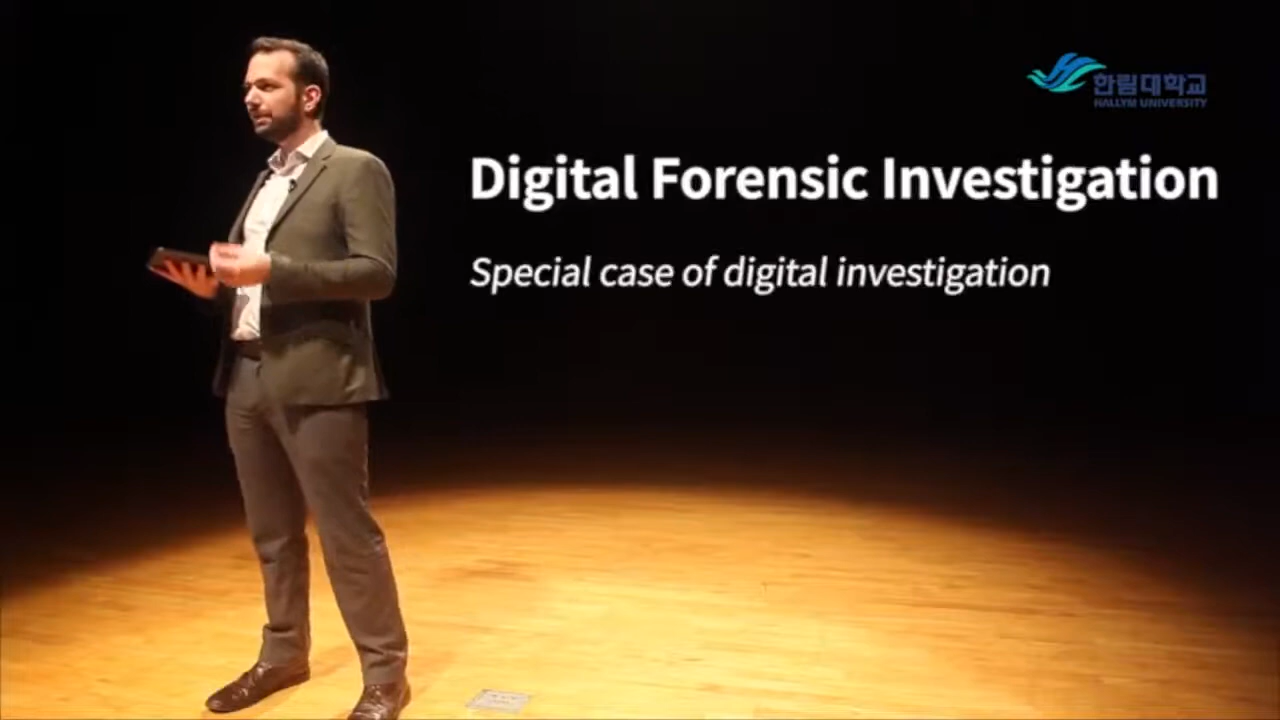 한림대학교
HALLYM UNIVERSITY
Digital Forensic Investigation
Special case of digital investigation